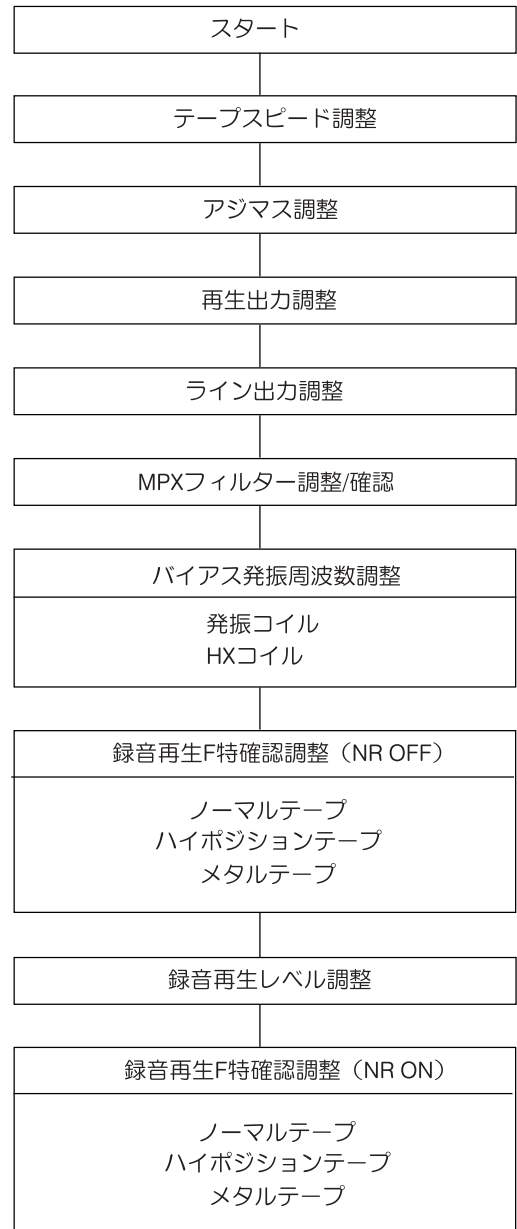 スタート
テープスピード調整
アジマス調整
再生出力調整
ライン出力調整
MPXフィルター調整/確認
バイアス発振周波数調整
発振コイル
HXコイル
録音再生F特確認調整（NR OFF）
ノーマルテープ
ハイポジションテープ
メタルテープ
録音再生レベル調整
録音再生F特確認調整（NR ON）
ノーマルテープ
ハイポジションテープ
メタルテープ